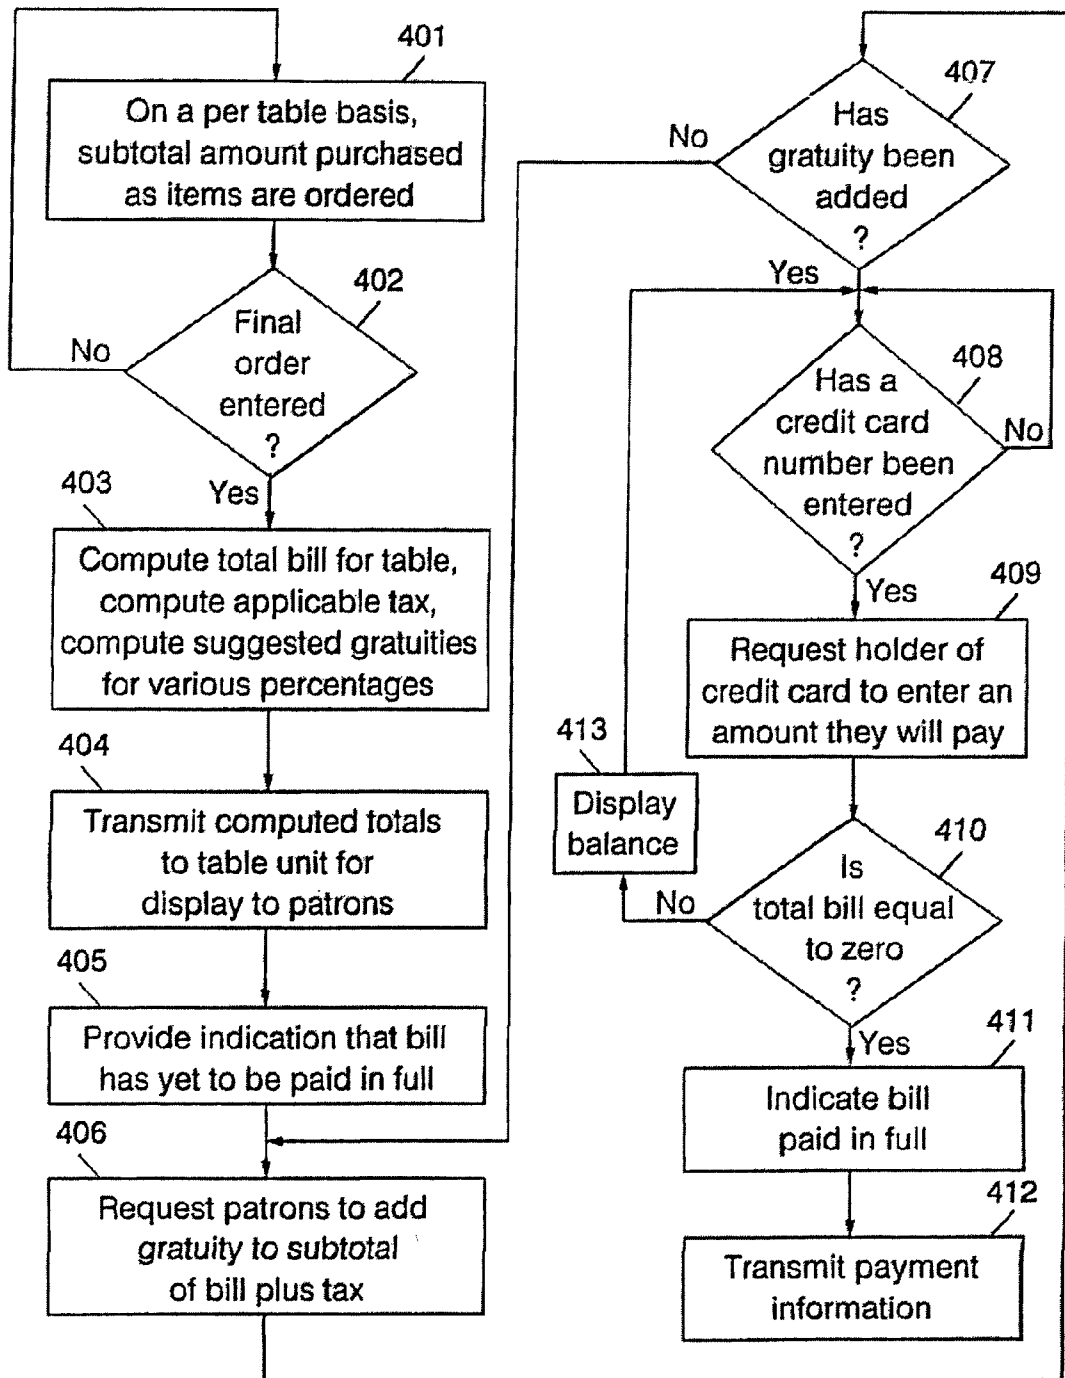 401
On a per table basis,
subtotal amount purchased
as items are ordered
402
Final
order
entered
?
No
Yes
403
Compute total bill for table,
compute applicable tax,
compute suggested gratuities
for various percentages
404
Transmit computed totals
to table unit for
display to patrons
405
Provide indication that bill
has yet to be paid in full
406
Request patrons to add
gratuity to subtotal
of bill plus tax
407
Has
gratuity been
added
?
No
Yes
408
Has a
credit card
number been
entered
?
No
Yes
409
Request holder of
credit card to enter an
amount they will pay
413
Display
balance
410
Is
total bill equal
to zero
?
No
Yes
411
Indicate bill
paid in full
412
Transmit payment
information